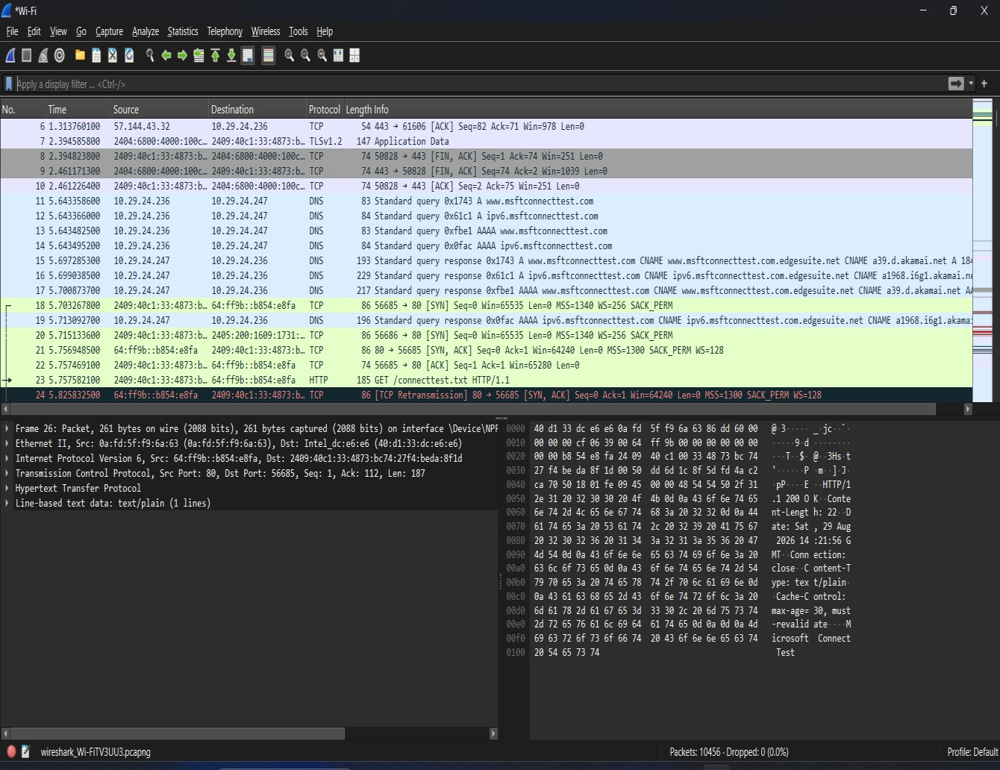 *Wi-Fi
File Edit View Go Capture Analyze Statistics Telephony Wireless Tools Help
Apply a display filter ... <Ctrl-/>
No. Time Source Destination Protocol Length Info
6 1.313760100 57.144.43.32 10.29.24.236 TCP 54 443 → 61606 [ACK] Seq=82 Ack=71 Win=978 Len=0
7 2.394585800 2404:6800:4000:100c… 2409:40c1:33:4873:b… TLSv1.2 147 Application Data
8 2.394823800 2409:40c1:33:4873:b… 2404:6800:4000:100c… TCP 74 50828 → 443 [FIN, ACK] Seq=1 Ack=74 Win=251 Len=0
9 2.461171300 2404:6800:4000:100c… 2409:40c1:33:4873:b… TCP 74 443 → 50828 [FIN, ACK] Seq=74 Ack=2 Win=1039 Len=0
10 2.461226400 2409:40c1:33:4873:b… 2404:6800:4000:100c… TCP 74 50828 → 443 [ACK] Seq=2 Ack=75 Win=251 Len=0
11 5.643358600 10.29.24.236 10.29.24.247 DNS 83 Standard query 0x1743 A www.msftconnecttest.com
12 5.643366000 10.29.24.236 10.29.24.247 DNS 84 Standard query 0x61c1 A ipv6.msftconnecttest.com
13 5.643482500 10.29.24.236 10.29.24.247 DNS 83 Standard query 0xfbe1 AAAA www.msftconnecttest.com
14 5.643495200 10.29.24.236 10.29.24.247 DNS 84 Standard query 0x0fac AAAA ipv6.msftconnecttest.com
15 5.697285300 10.29.24.247 10.29.24.236 DNS 193 Standard query response 0x1743 A www.msftconnecttest.com CNAME www.msftconnecttest.com.edgesuite.net CNAME a39.d.akamai.net A 184
16 5.699038500 10.29.24.247 10.29.24.236 DNS 229 Standard query response 0x61c1 A ipv6.msftconnecttest.com CNAME ipv6.msftconnecttest.com.edgesuite.net CNAME a1968.i6g1.akamai.ne
17 5.700873700 10.29.24.247 10.29.24.236 DNS 217 Standard query response 0xfbe1 AAAA www.msftconnecttest.com CNAME www.msftconnecttest.com.edgesuite.net CNAME a39.d.akamai.net AA
18 5.703267800 2409:40c1:33:4873:b… 64:ff9b::b854:e8fa TCP 86 56685 → 80 [SYN] Seq=0 Win=65535 Len=0 MSS=1340 WS=256 SACK_PERM
19 5.713092700 10.29.24.247 10.29.24.236 DNS 196 Standard query response 0x0fac AAAA ipv6.msftconnecttest.com CNAME ipv6.msftconnecttest.com.edgesuite.net CNAME a1968.i6g1.akama
20 5.715133600 2409:40c1:33:4873:b… 2405:200:1609:1731:… TCP 86 56686 → 80 [SYN] Seq=0 Win=65535 Len=0 MSS=1340 WS=256 SACK_PERM
21 5.756948500 64:ff9b::b854:e8fa 2409:40c1:33:4873:b… TCP 86 80 → 56685 [SYN, ACK] Seq=0 Ack=1 Win=64240 Len=0 MSS=1300 SACK_PERM WS=128
22 5.757469100 2409:40c1:33:4873:b… 64:ff9b::b854:e8fa TCP 74 56685 → 80 [ACK] Seq=1 Ack=1 Win=65280 Len=0
23 5.757582100 2409:40c1:33:4873:b… 64:ff9b::b854:e8fa HTTP 185 GET /connecttest.txt HTTP/1.1
24 5.825832500 64:ff9b::b854:e8fa 2409:40c1:33:4873:b… TCP 86 [TCP Retransmission] 80 → 56685 [SYN, ACK] Seq=0 Ack=1 Win=64240 Len=0 MSS=1300 SACK_PERM WS=128
Frame 26: Packet, 261 bytes on wire (2088 bits), 261 bytes captured (2088 bits) on interface \Device\NPF
Ethernet II, Src: 0a:fd:5f:f9:6a:63 (0a:fd:5f:f9:6a:63), Dst: Intel_dc:e6:e6 (40:d1:33:dc:e6:e6)
Internet Protocol Version 6, Src: 64:ff9b::b854:e8fa, Dst: 2409:40c1:33:4873:bc74:27f4:beda:8f1d
Transmission Control Protocol, Src Port: 80, Dst Port: 56685, Seq: 1, Ack: 112, Len: 187
Hypertext Transfer Protocol
Line-based text data: text/plain (1 lines)
0000 40 d1 33 dc e6 e6 0a fd 5f f9 6a 63 86 dd 60 00 @·3····· _·jc··`·
0010 00 00 00 cf 06 39 00 64 ff 9b 00 00 00 00 00 00 ·····9·d ········
0020 00 00 b8 54 e8 fa 24 09 40 c1 00 33 48 73 bc 74 ···T··$· @··3Hs·t
0030 27 f4 be da 8f 1d 00 50 dd 6d 1c 8f 5d fd 4a c2 '······P ·m··]·J·
0040 ca 70 50 18 01 fe 09 45 00 00 48 54 54 50 2f 31 ·pP····E ··HTTP/1
0050 2e 31 20 32 30 30 20 4f 4b 0d 0a 43 6f 6e 74 65 .1 200 O K··Conte
0060 6e 74 2d 4c 65 6e 67 74 68 3a 20 32 32 0d 0a 44 nt-Lengt h: 22··D
0070 61 74 65 3a 20 53 61 74 2c 20 32 39 20 41 75 67 ate: Sat , 29 Aug
0080 20 32 30 32 36 20 31 34 3a 32 31 3a 35 36 20 47 2026 14 :21:56 G
0090 4d 54 0d 0a 43 6f 6e 6e 65 63 74 69 6f 6e 3a 20 MT··Conn ection:
00a0 63 6c 6f 73 65 0d 0a 43 6f 6e 74 65 6e 74 2d 54 close··C ontent-T
00b0 79 70 65 3a 20 74 65 78 74 2f 70 6c 61 69 6e 0d ype: tex t/plain·
00c0 0a 43 61 63 68 65 2d 43 6f 6e 74 72 6f 6c 3a 20 ·Cache-C ontrol:
00d0 6d 61 78 2d 61 67 65 3d 33 30 2c 20 6d 75 73 74 max-age= 30, must
00e0 2d 72 65 76 61 6c 69 64 61 74 65 0d 0a 0d 0a 4d -revalid ate····M
00f0 69 63 72 6f 73 6f 66 74 20 43 6f 6e 6e 65 63 74 icrosoft Connect
0100 20 54 65 73 74 Test
wireshark_Wi-FiTV3UU3.pcapng Packets: 10456 · Dropped: 0 (0.0%) Profile: Default